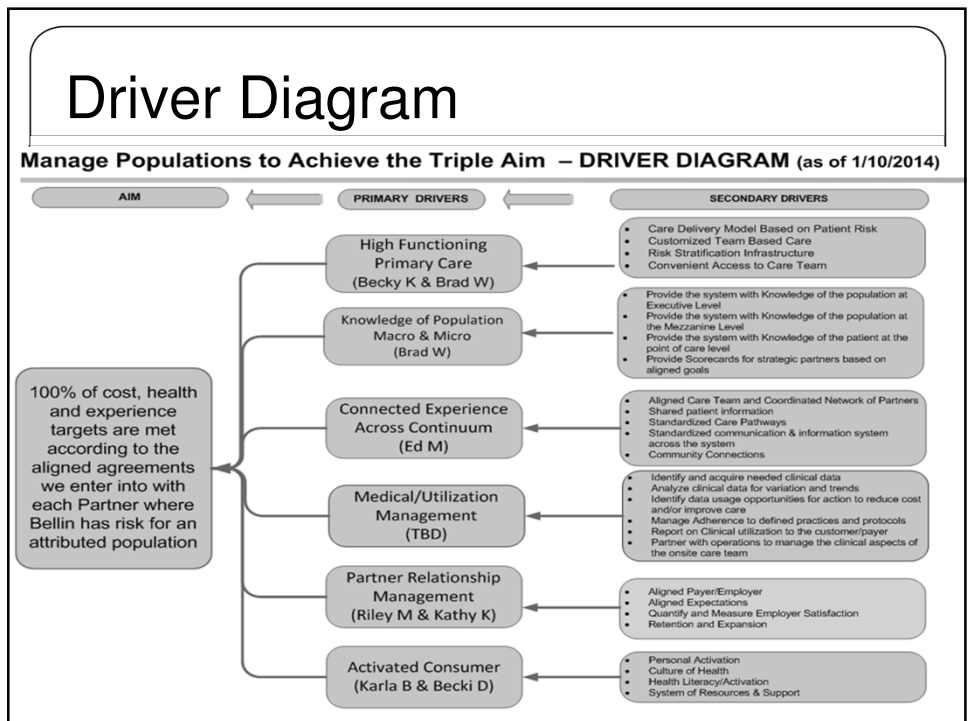 Driver Diagram
Manage Populations to Achieve the Triple Aim – DRIVER DIAGRAM (as of 1/10/2014)
AIM
PRIMARY DRIVERS
SECONDARY DRIVERS
100% of cost, health
and experience
targets are met
according to the
aligned agreements
we enter into with
each Partner where
Bellin has risk for an
attributed population
High Functioning
Primary Care
(Becky K & Brad W)
• Care Delivery Model Based on Patient Risk
• Customized Team Based Care
• Risk Stratification Infrastructure
• Convenient Access to Care Team
Knowledge of Population
Macro & Micro
(Brad W)
• Provide the system with Knowledge of the population at
Executive Level
• Provide the system with Knowledge of the population at
the Mezzanine Level
• Provide the system with Knowledge of the patient at the
point of care level
• Provide Scorecards for strategic partners based on
aligned goals
Connected Experience
Across Continuum
(Ed M)
• Aligned Care Team and Coordinated Network of Partners
• Shared patient information
• Standardized Care Pathways
• Standardized communication & information system
across the system
• Community Connections
Medical/Utilization
Management
(TBD)
• Identify and acquire needed clinical data
• Analyze clinical data for variation and trends
• Identify data usage opportunities for action to reduce cost
and/or improve care
• Manage Adherence to defined practices and protocols
• Report on Clinical utilization to the customer/payer
• Partner with operations to manage the clinical aspects of
the onsite care team
Partner Relationship
Management
(Riley M & Kathy K)
• Aligned Payer/Employer
• Aligned Expectations
• Quantify and Measure Employer Satisfaction
• Retention and Expansion
Activated Consumer
(Karla B & Becki D)
• Personal Activation
• Culture of Health
• Health Literacy/Activation
• System of Resources & Support